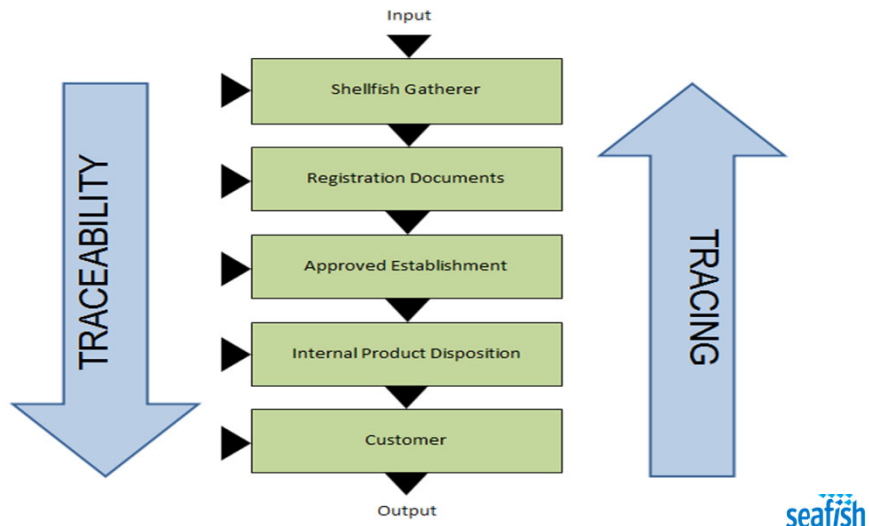 Input
Shellfish Gatherer
Registration Documents
Approved Establishment
Internal Product Disposition
Customer
Output
TRACEABILITY
TRACING
seafish